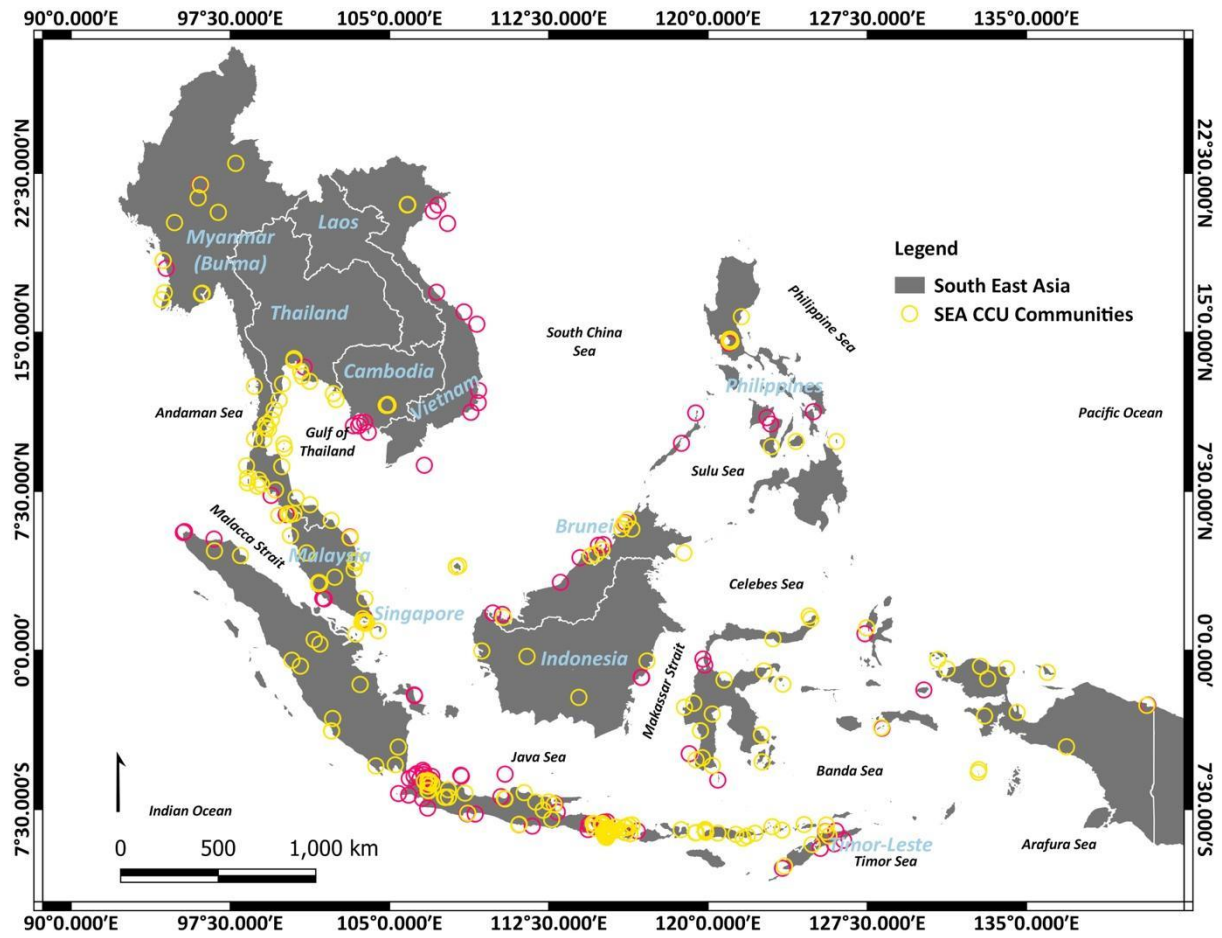 90°0.000′E 97°30.000′E 105°0.000′E 112°30.000′E 120°0.000′E 127°30.000′E 135°0.000′E
22°30.000′N
22°30.000′N
Laos
Myanmar
(Burma)
Legend
South East Asia
SEA CCU Communities
Philippine Sea
Thailand
South China
Sea
15°0.000′N
15°0.000′N
Cambodia
Vietnam
Philippines
Andaman Sea
Gulf of
Thailand
Pacific Ocean
Sulu Sea
7°30.000′N
7°30.000′N
Malacca Strait
Brunei
Malaysia
Celebes Sea
Singapore
0°0.000′
0°0.000′
Indonesia
Makassar Strait
Java Sea
Banda Sea
Indian Ocean
7°30.000′S
7°30.000′S
Timor-Leste
Timor Sea
Arafura Sea
0 500 1,000 km
90°0.000′E 97°30.000′E 105°0.000′E 112°30.000′E 120°0.000′E 127°30.000′E 135°0.000′E